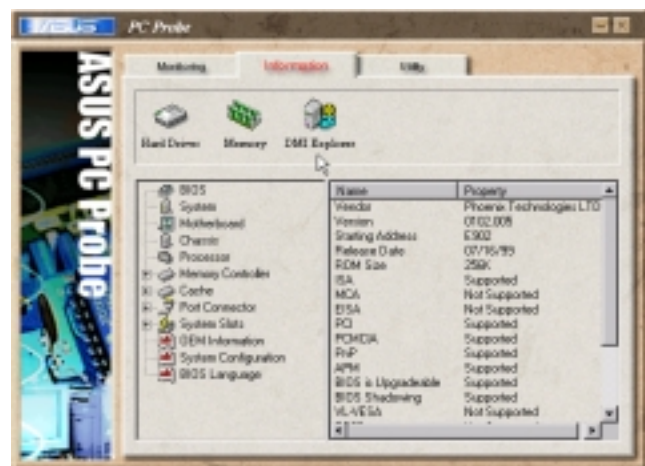 ASUS PC Probe
ASUS PC Probe
Monitoring
Information
Utility
Hard Drives
Memory
DMI Explorer
BIOS
System
Motherboard
Chassis
Processor
Memory Controller
Cache
Port Connector
System Slots
OEM Information
System Configuration
BIOS Language
Name Property
Vendor Phoenix Technologies LTD
Version 0102.009
Starting Address E902
Release Date 07/16/99
ROM Size 256K
ISA Supported
MCA Not Supported
EISA Not Supported
PCI Supported
PCMCIA Supported
PnP Supported
APM Supported
BIOS is Upgradeable Supported
BIOS Shadowing Supported
VL-VESA Not Supported